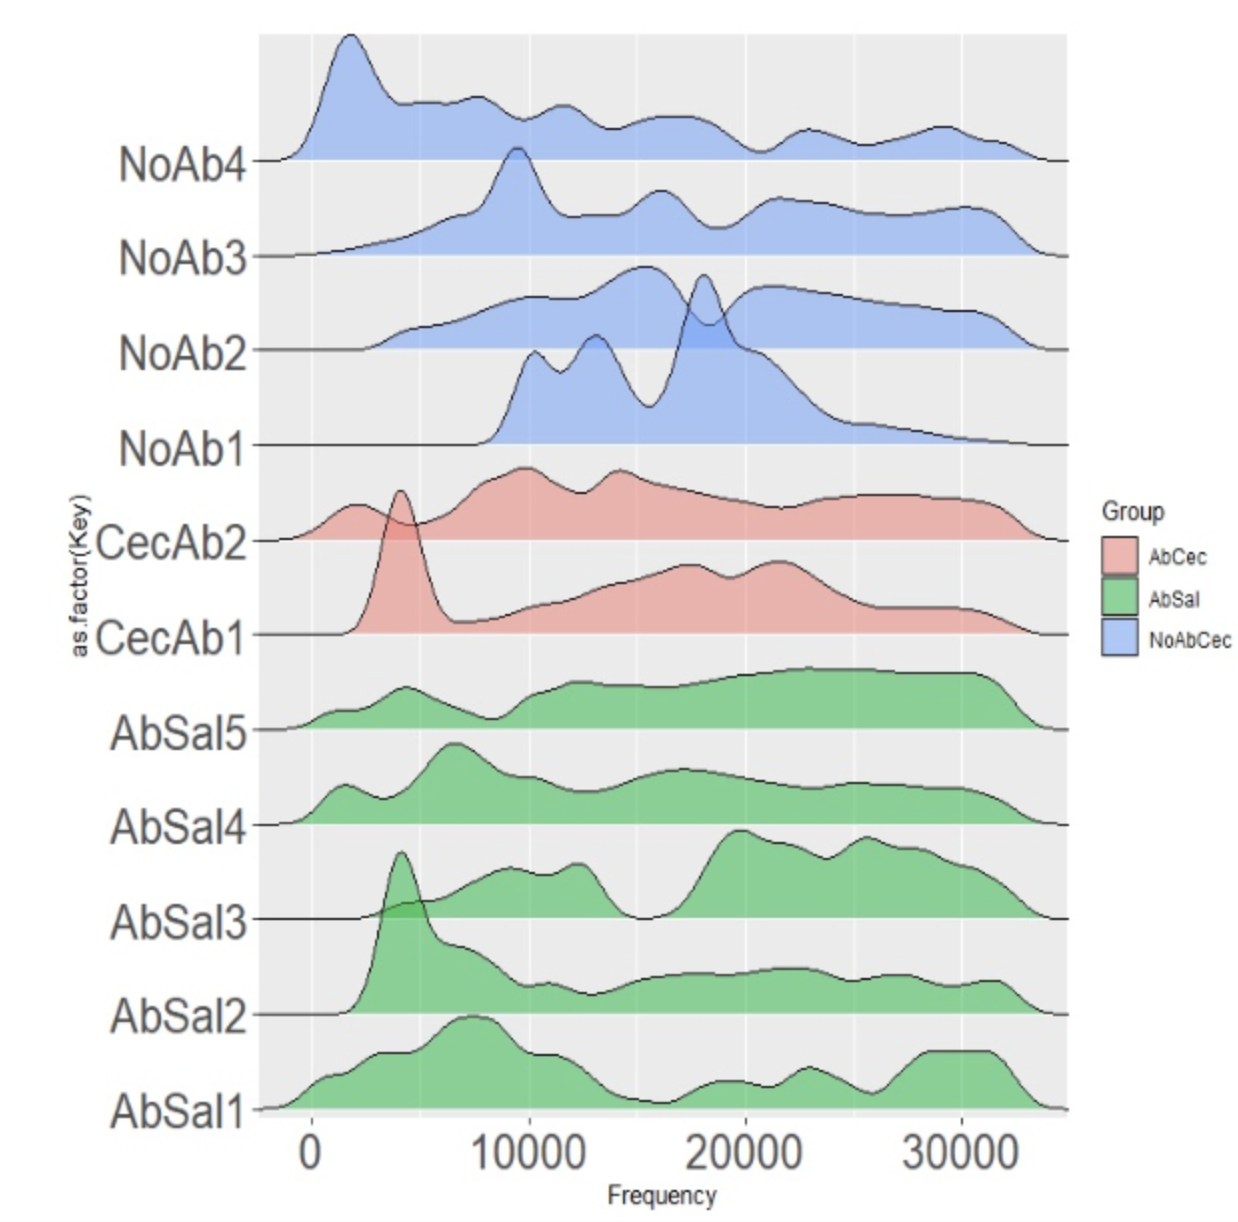 NoAb4
NoAb3
NoAb2
NoAb1
CecAb2
CecAb1
AbSal5
AbSal4
AbSal3
AbSal2
AbSal1
as.factor(Key)
0 10000 20000 30000
Frequency
Group
AbCec
AbSal
NoAbCec